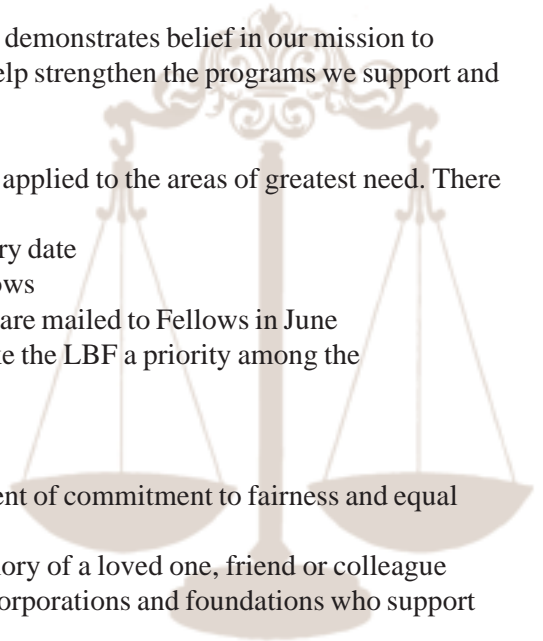 demonstrates belief in our mission to
elp strengthen the programs we support and
applied to the areas of greatest need. There
ry date
ows
are mailed to Fellows in June
ke the LBF a priority among the
ent of commitment to fairness and equal
nory of a loved one, friend or colleague
orporations and foundations who support